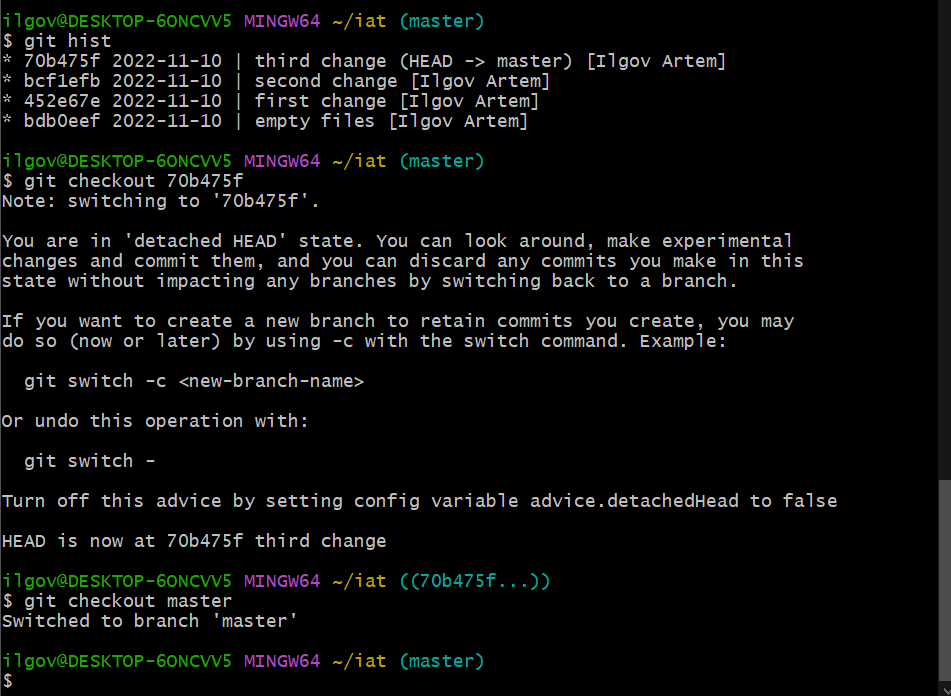 ilgov@DESKTOP-6ONCVV5 MINGW64 ~/iat (master)
$ git hist
* 70b475f 2022-11-10 | third change (HEAD -> master) [Ilgov Artem]
* bcf1efb 2022-11-10 | second change [Ilgov Artem]
* 452e67e 2022-11-10 | first change [Ilgov Artem]
* bdb0eef 2022-11-10 | empty files [Ilgov Artem]

ilgov@DESKTOP-6ONCVV5 MINGW64 ~/iat (master)
$ git checkout 70b475f
Note: switching to '70b475f'.

You are in 'detached HEAD' state. You can look around, make experimental
changes and commit them, and you can discard any commits you make in this
state without impacting any branches by switching back to a branch.

If you want to create a new branch to retain commits you create, you may
do so (now or later) by using -c with the switch command. Example:

  git switch -c <new-branch-name>

Or undo this operation with:

  git switch -

Turn off this advice by setting config variable advice.detachedHead to false

HEAD is now at 70b475f third change

ilgov@DESKTOP-6ONCVV5 MINGW64 ~/iat ((70b475f...))
$ git checkout master
Switched to branch 'master'

ilgov@DESKTOP-6ONCVV5 MINGW64 ~/iat (master)
$